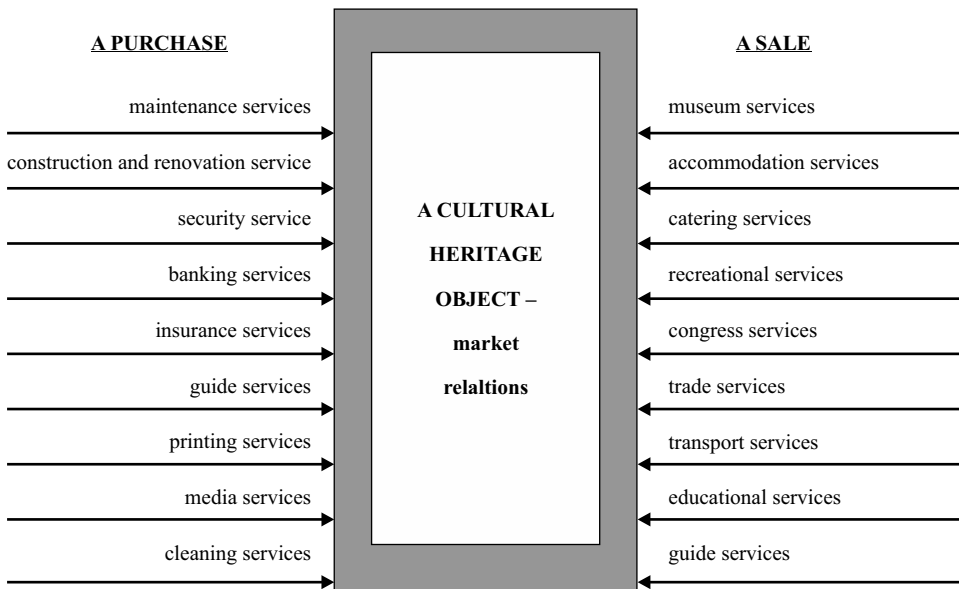 A PURCHASE
maintenance services
construction and renovation service
security service
banking services
insurance services
guide services
printing services
media services
cleaning services
A CULTURAL
HERITAGE
OBJECT –
market
relaltions
A SALE
museum services
accommodation services
catering services
recreational services
congress services
trade services
transport services
educational services
guide services